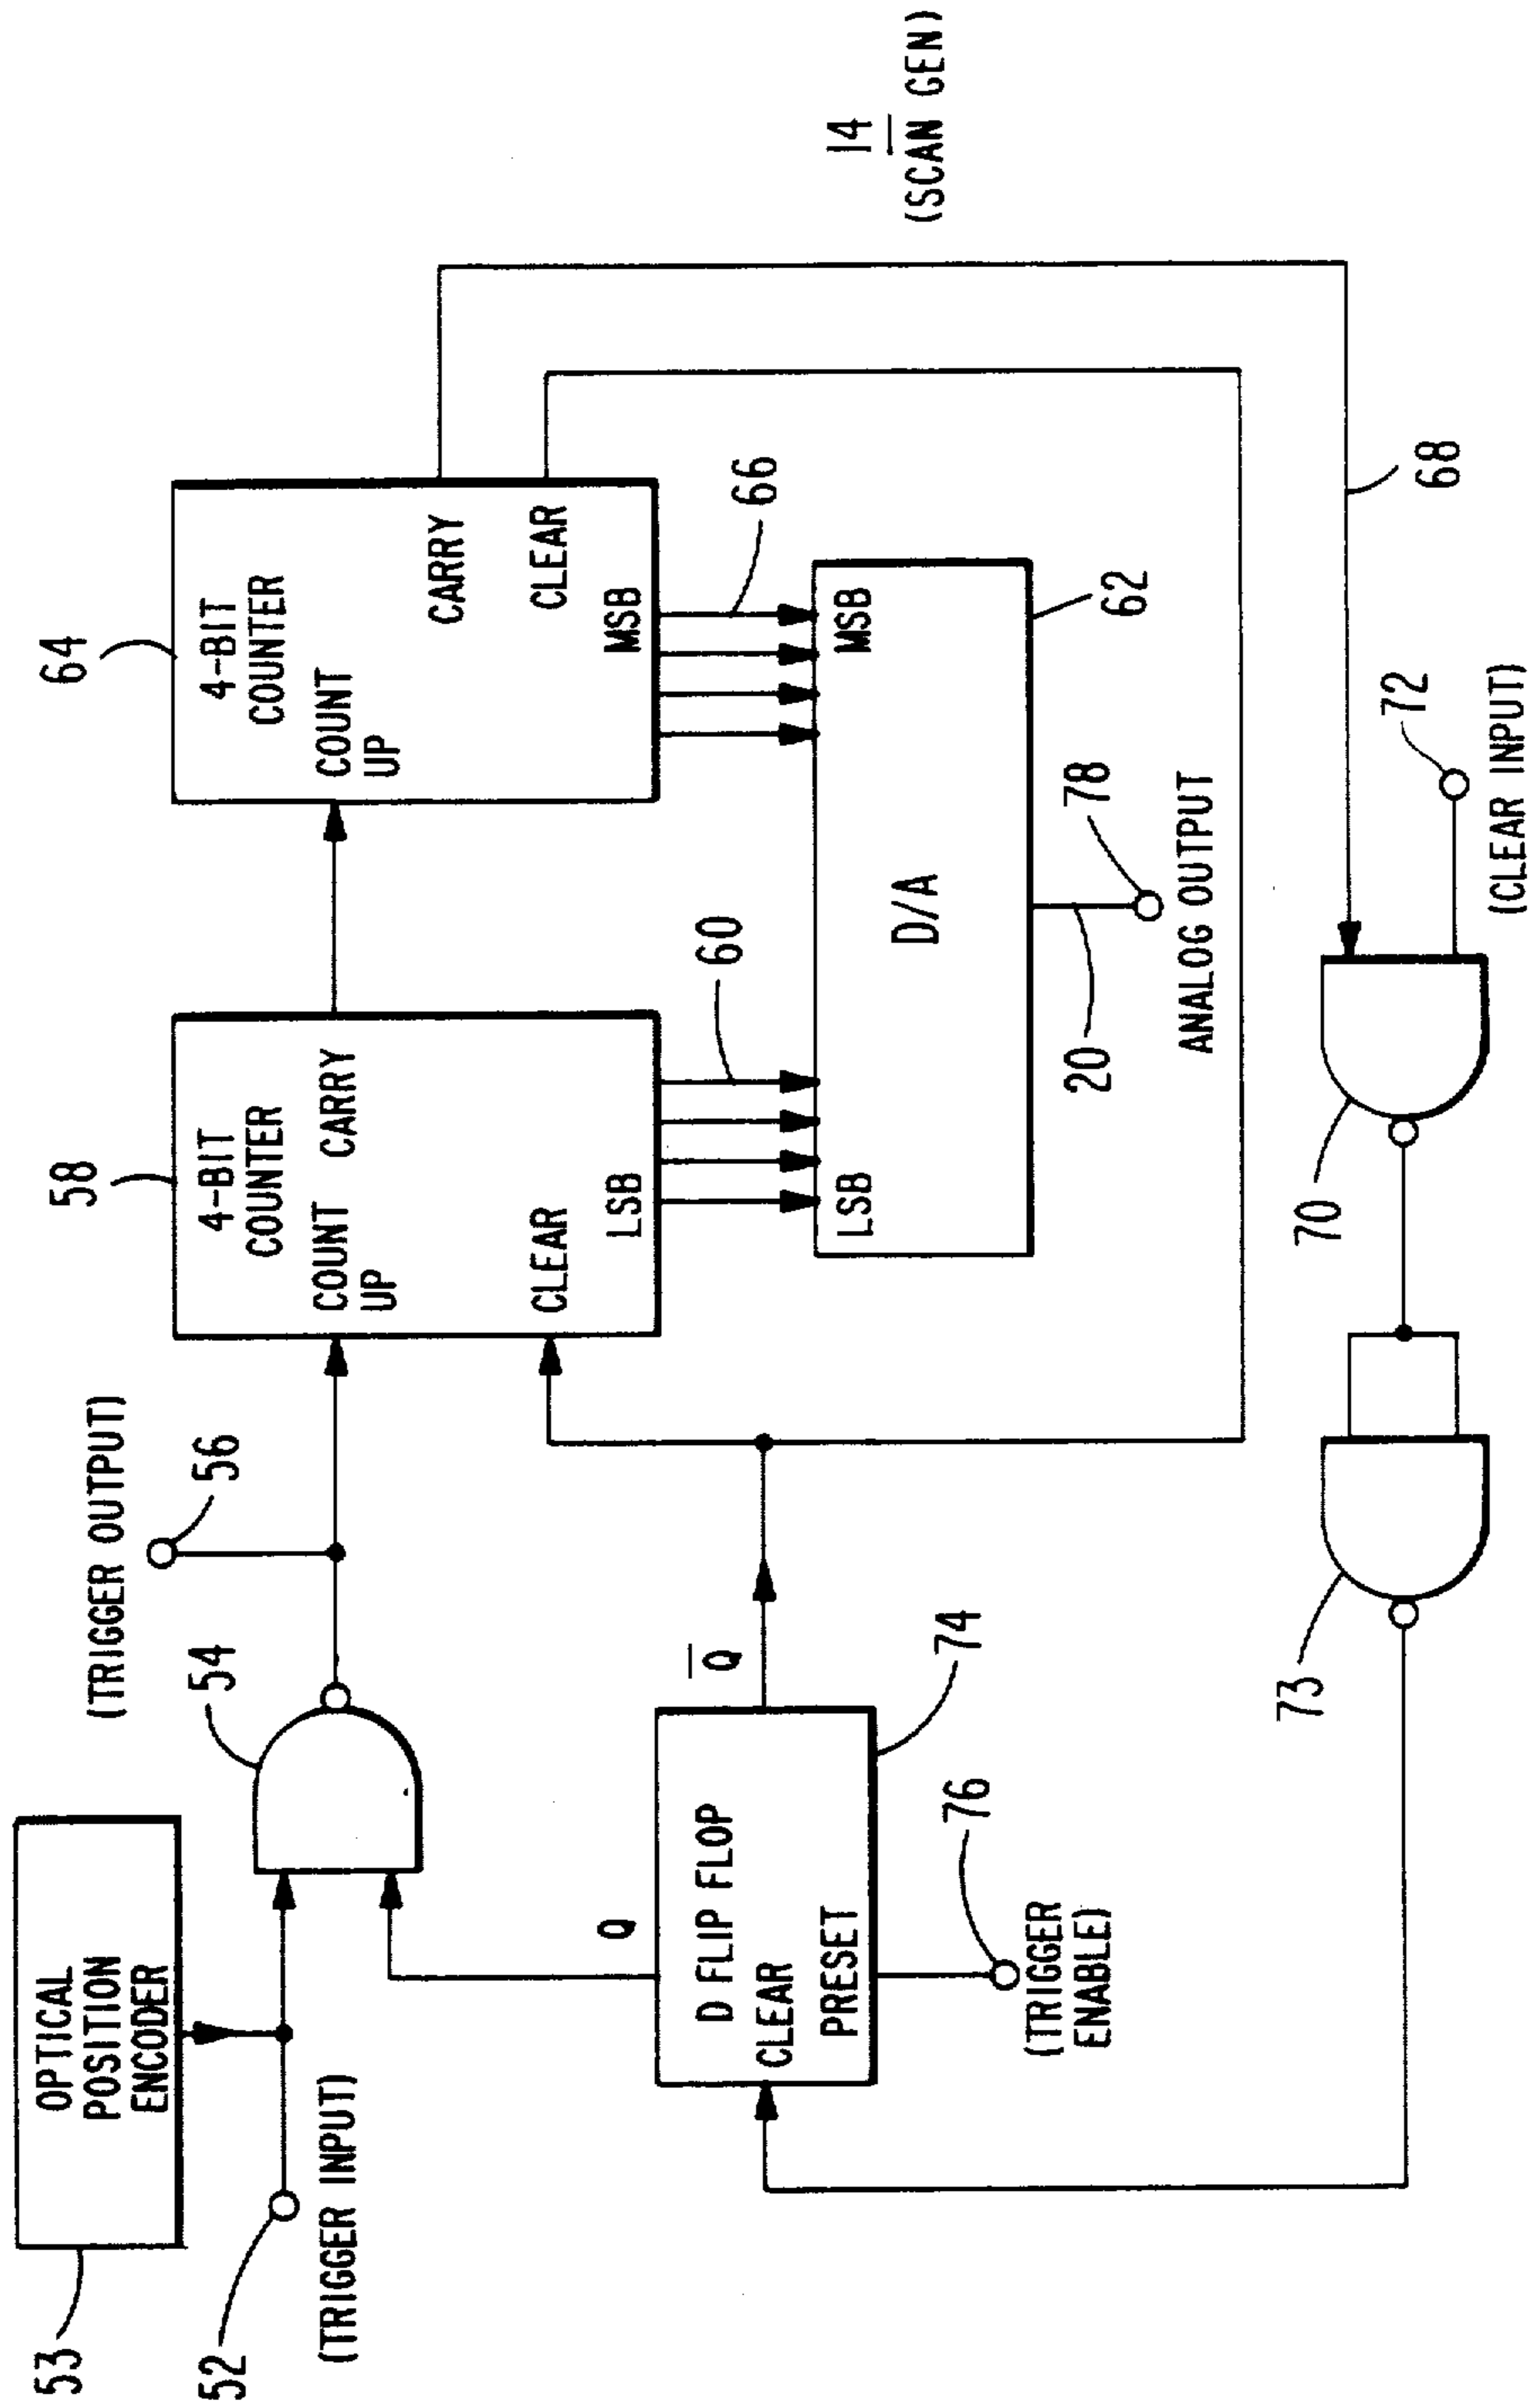 53
OPTICAL
POSITION
ENCODER
52
(TRIGGER INPUT)
54
(TRIGGER OUTPUT)
56
58
4-BIT
COUNTER
COUNT
UP
CARRY
CLEAR
LSB
60
64
4-BIT
COUNTER
COUNT
UP
CARRY
CLEAR
MSB
66
LSB
MSB
D/A
62
20
78
ANALOG OUTPUT
Q
Q̅
D FLIP FLOP
CLEAR
PRESET
74
76
(TRIGGER
ENABLE)
73
70
72
(CLEAR INPUT)
68
14
(SCAN GEN)